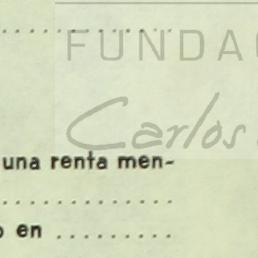 FUNDA
Carlos
una renta men-
en